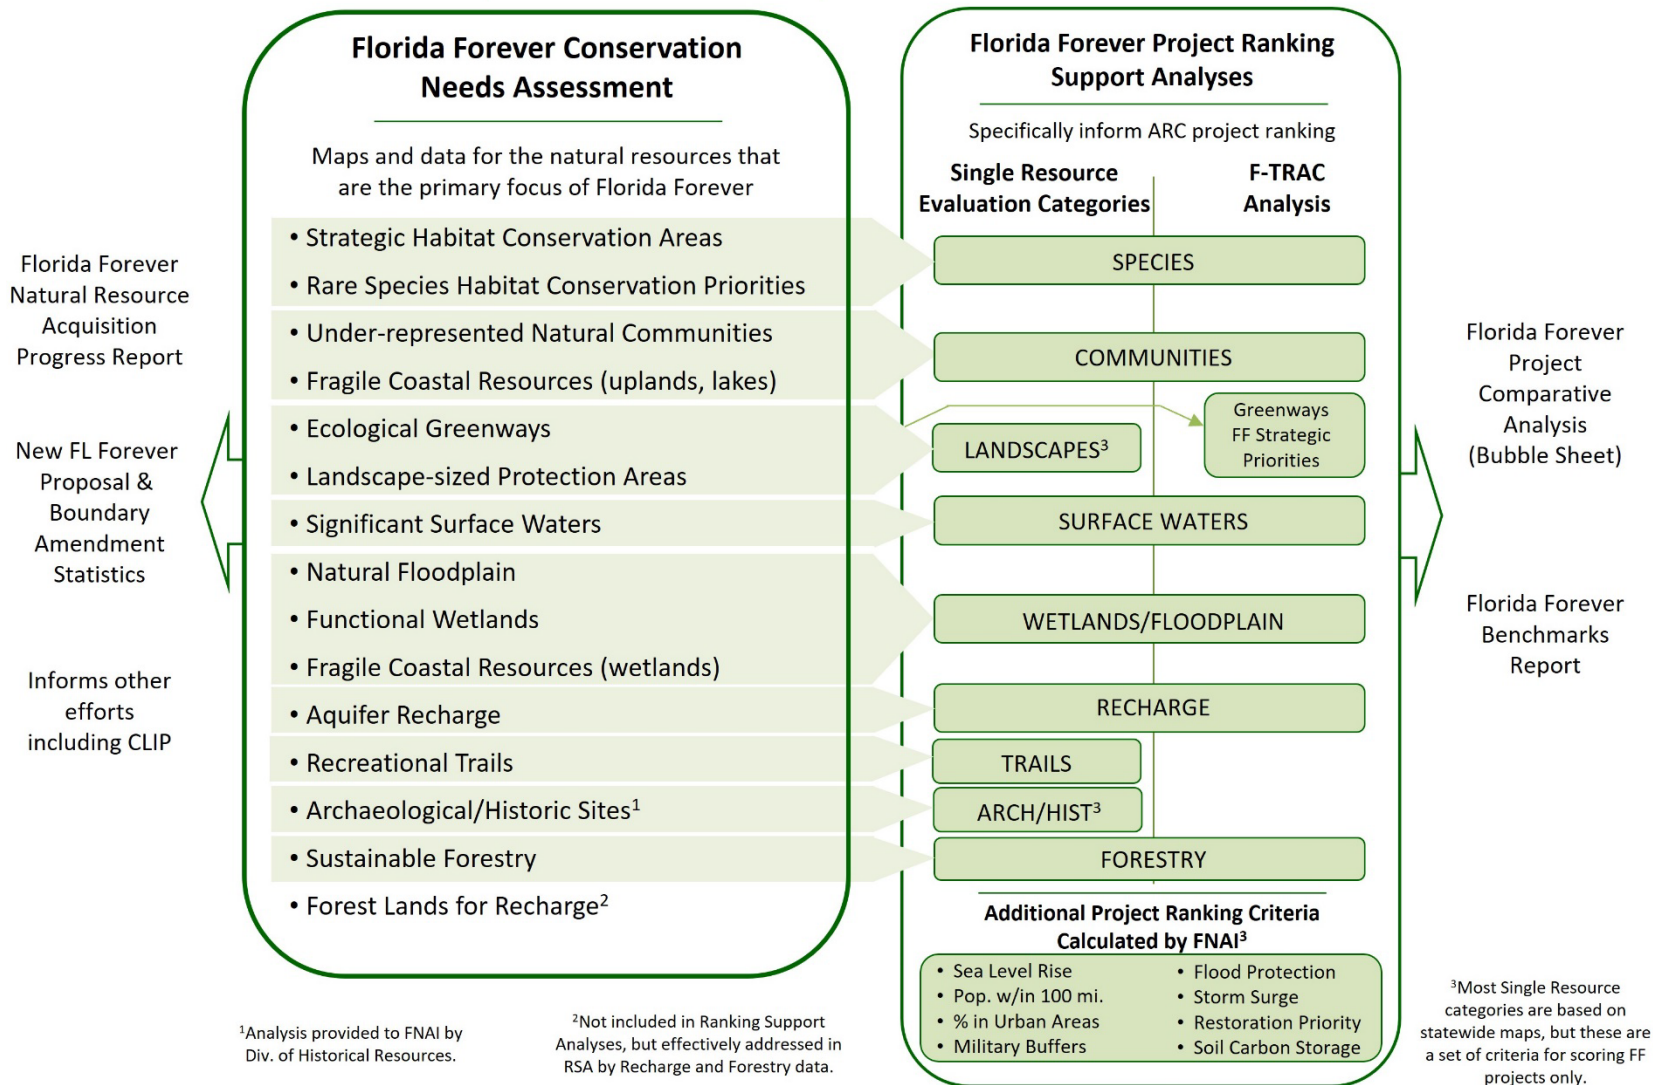 Florida Forever Conservation
Needs Assessment
Maps and data for the natural resources that
are the primary focus of Florida Forever
• Strategic Habitat Conservation Areas
• Rare Species Habitat Conservation Priorities
• Under-represented Natural Communities
• Fragile Coastal Resources (uplands, lakes)
• Ecological Greenways
• Landscape-sized Protection Areas
• Significant Surface Waters
• Natural Floodplain
• Functional Wetlands
• Fragile Coastal Resources (wetlands)
• Aquifer Recharge
• Recreational Trails
• Archaeological/Historic Sites¹
• Sustainable Forestry
• Forest Lands for Recharge²
Florida Forever
Natural Resource
Acquisition
Progress Report
New FL Forever
Proposal &
Boundary
Amendment
Statistics
Informs other
efforts
including CLIP
Florida Forever Project Ranking
Support Analyses
Specifically inform ARC project ranking
Single Resource
Evaluation Categories
F-TRAC
Analysis
SPECIES
COMMUNITIES
LANDSCAPES³
Greenways
FF Strategic
Priorities
SURFACE WATERS
WETLANDS/FLOODPLAIN
RECHARGE
TRAILS
ARCH/HIST³
FORESTRY
Additional Project Ranking Criteria
Calculated by FNAI³
• Sea Level Rise
• Pop. w/in 100 mi.
• % in Urban Areas
• Military Buffers
• Flood Protection
• Storm Surge
• Restoration Priority
• Soil Carbon Storage
Florida Forever
Project
Comparative
Analysis
(Bubble Sheet)
Florida Forever
Benchmarks
Report
¹Analysis provided to FNAI by
Div. of Historical Resources.
²Not included in Ranking Support
Analyses, but effectively addressed in
RSA by Recharge and Forestry data.
³Most Single Resource
categories are based on
statewide maps, but these are
a set of criteria for scoring FF
projects only.